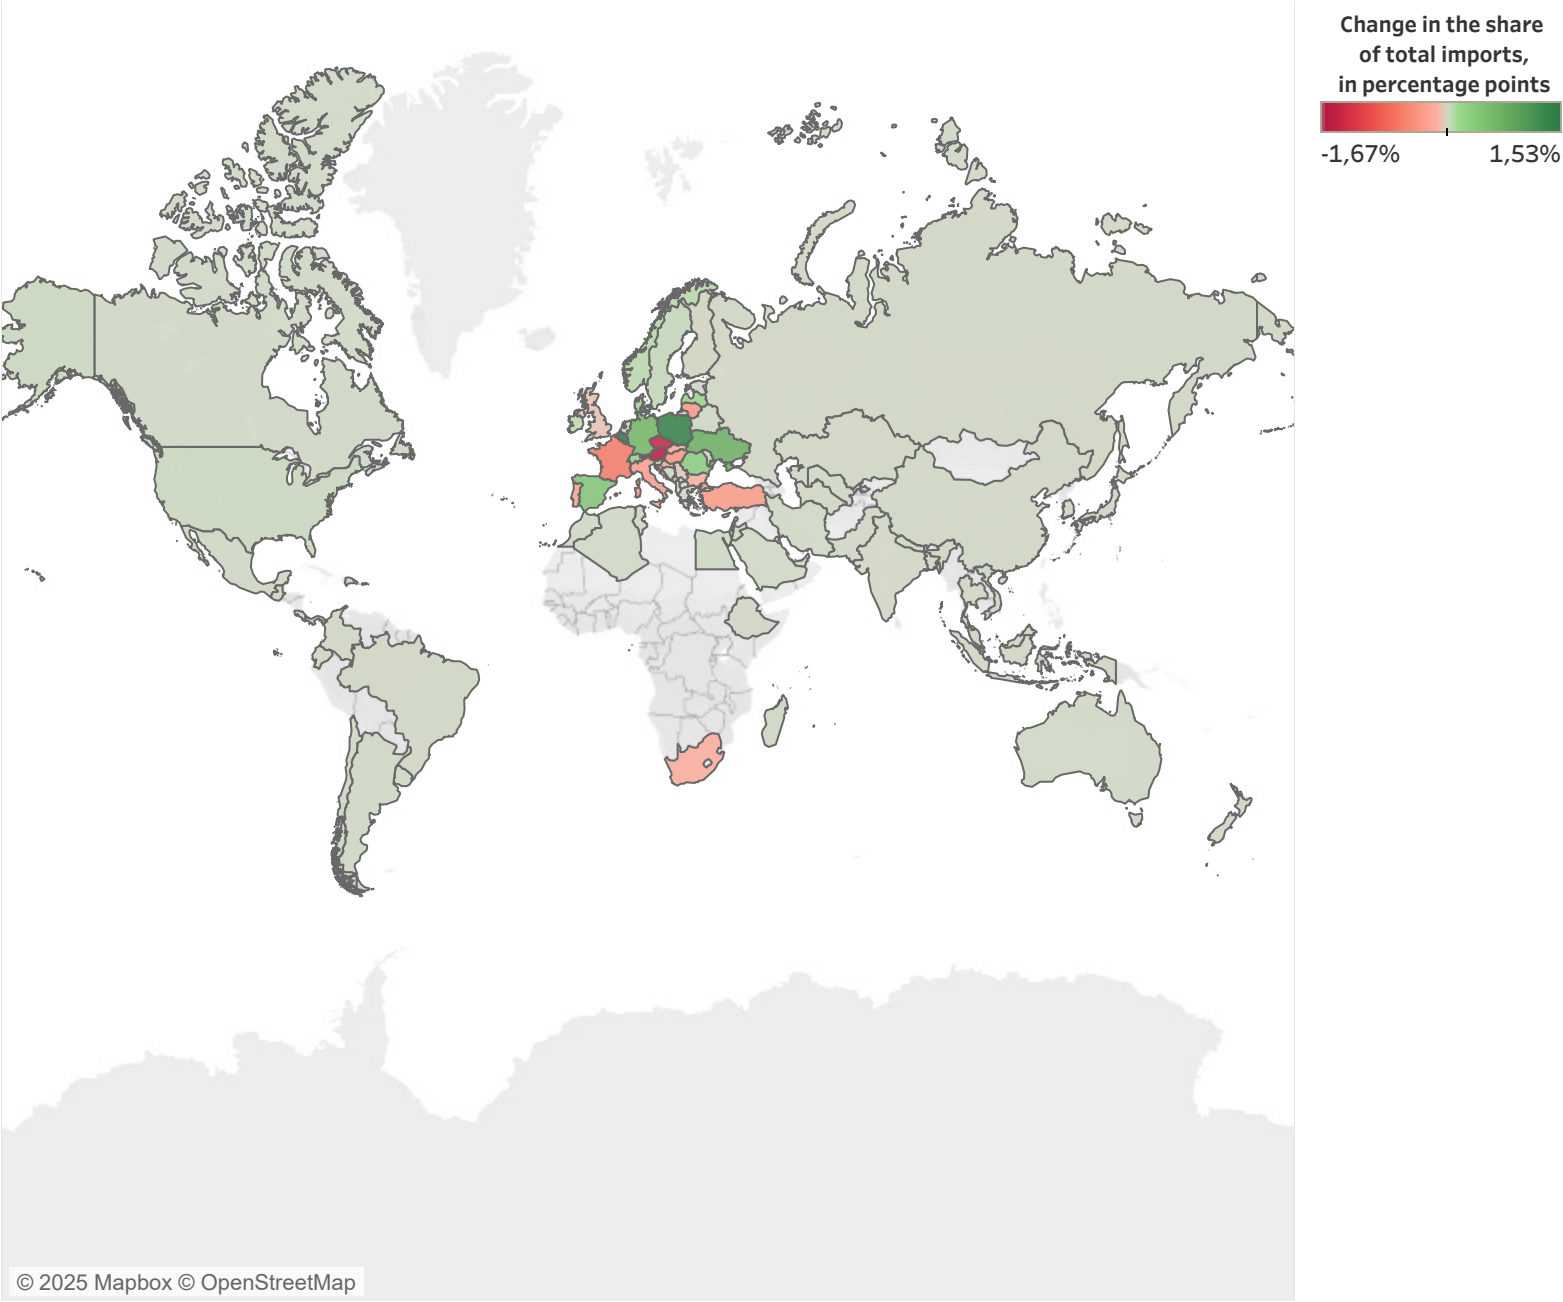 Change in the share
of total imports,
in percentage points
-1,67% 1,53%
© 2025 Mapbox © OpenStreetMap